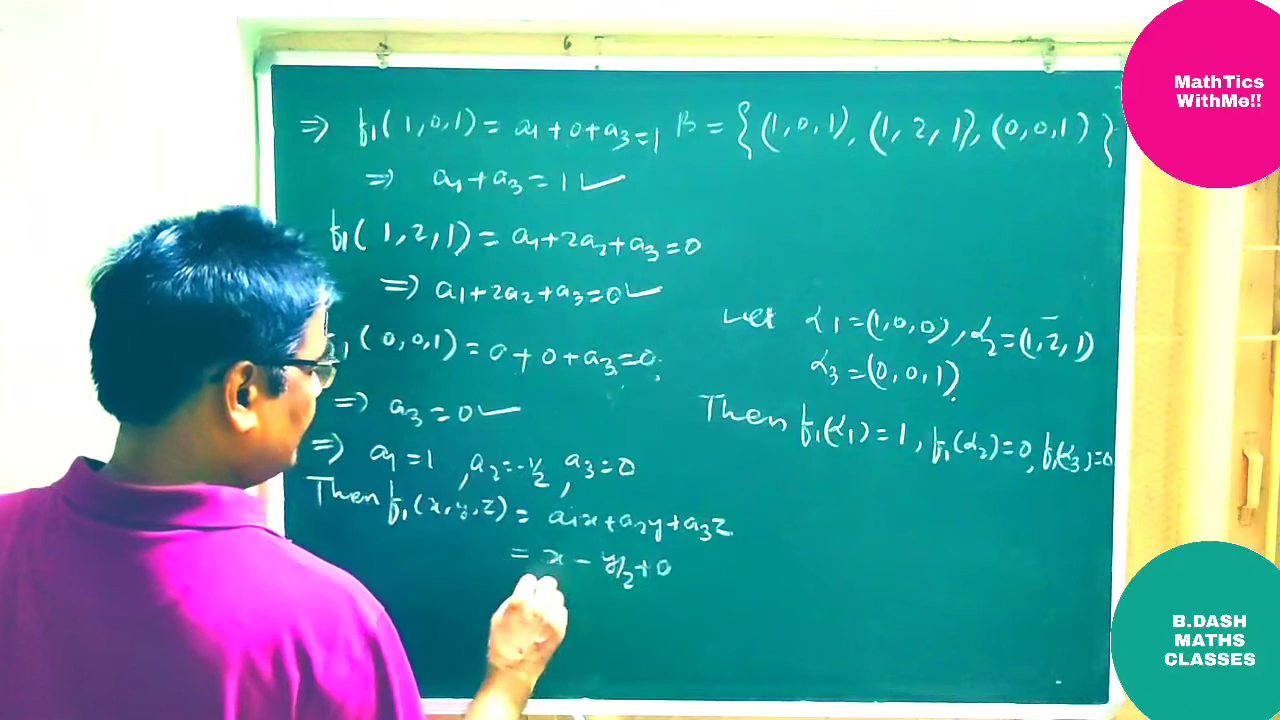 ⇒ f₁(1,0,1) = a₁+0+a₃=1
⇒ a₁+a₃=1 ✓
f₁(1,2,1) = a₁+2a₂+a₃=0
⇒ a₁+2a₂+a₃=0 ✓
₁(0,0,1)=0+0+a₃=0
⇒ a₃=0 ✓
⇒ a₁=1, a₂=-1/2, a₃=0
Then f₁(x,y,z) = a₁x+a₂y+a₃z
= x - y/2+0
B = {(1,0,1), (1,2,1), (0,0,1)}
Let α₁=(1,0,0), α₂=(1,2,1)
α₃=(0,0,1).
Then f₁(α₁)=1, f₁(α₂)=0, f₁(α₃)=0
MathTics
WithMe!!
B.DASH
MATHS
CLASSES